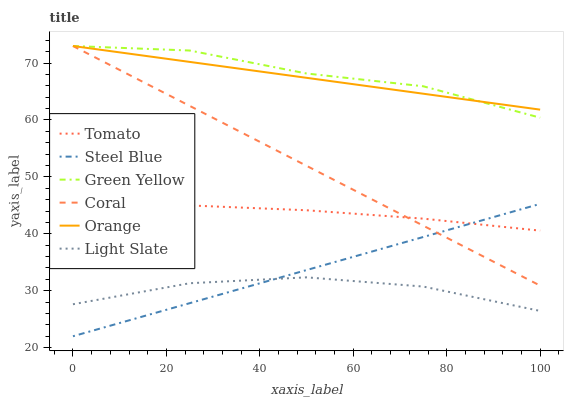 title
70
60
50
40
30
20
0
20
40
60
80
100
xaxis_label
yaxis_label
Tomato
Steel Blue
Green Yellow
Coral
Orange
Light Slate